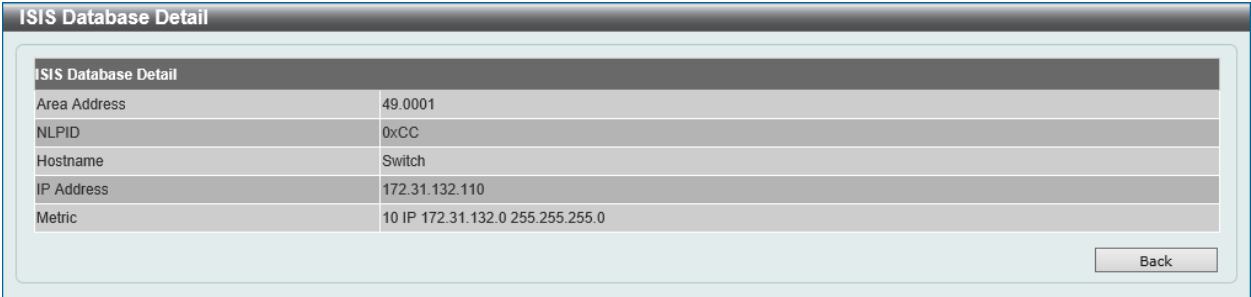 ISIS Database Detail
ISIS Database Detail
Area Address 49.0001
NLPID 0xCC
Hostname Switch
IP Address 172.31.132.110
Metric 10 IP 172.31.132.0 255.255.255.0
Back